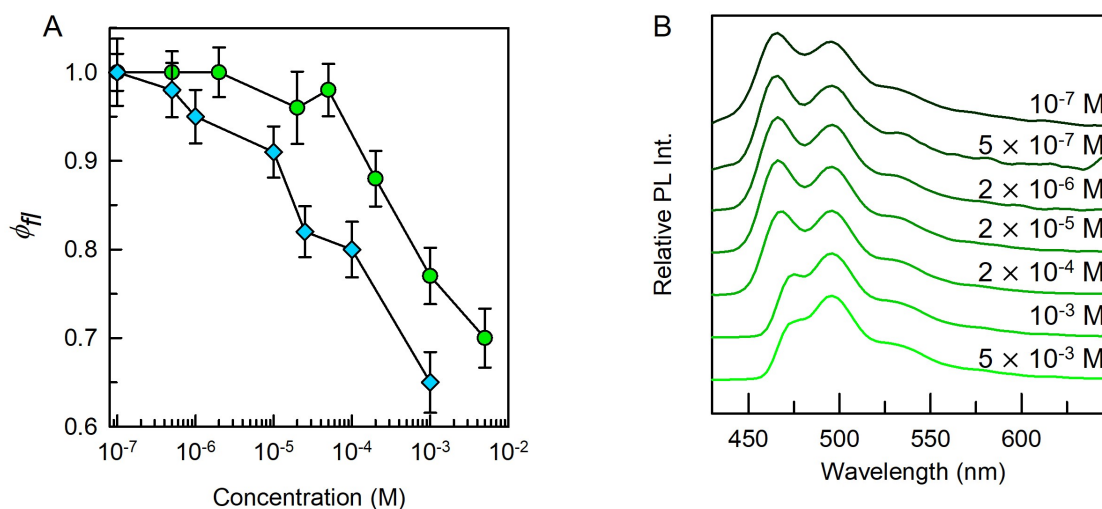 A
ϕfl
1.0
0.9
0.8
0.7
0.6
10⁻⁷ 10⁻⁶ 10⁻⁵ 10⁻⁴ 10⁻³ 10⁻²
Concentration (M)
B
Relative PL Int.
10⁻⁷ M
5 × 10⁻⁷ M
2 × 10⁻⁶ M
2 × 10⁻⁵ M
2 × 10⁻⁴ M
10⁻³ M
5 × 10⁻³ M
450 500 550 600
Wavelength (nm)